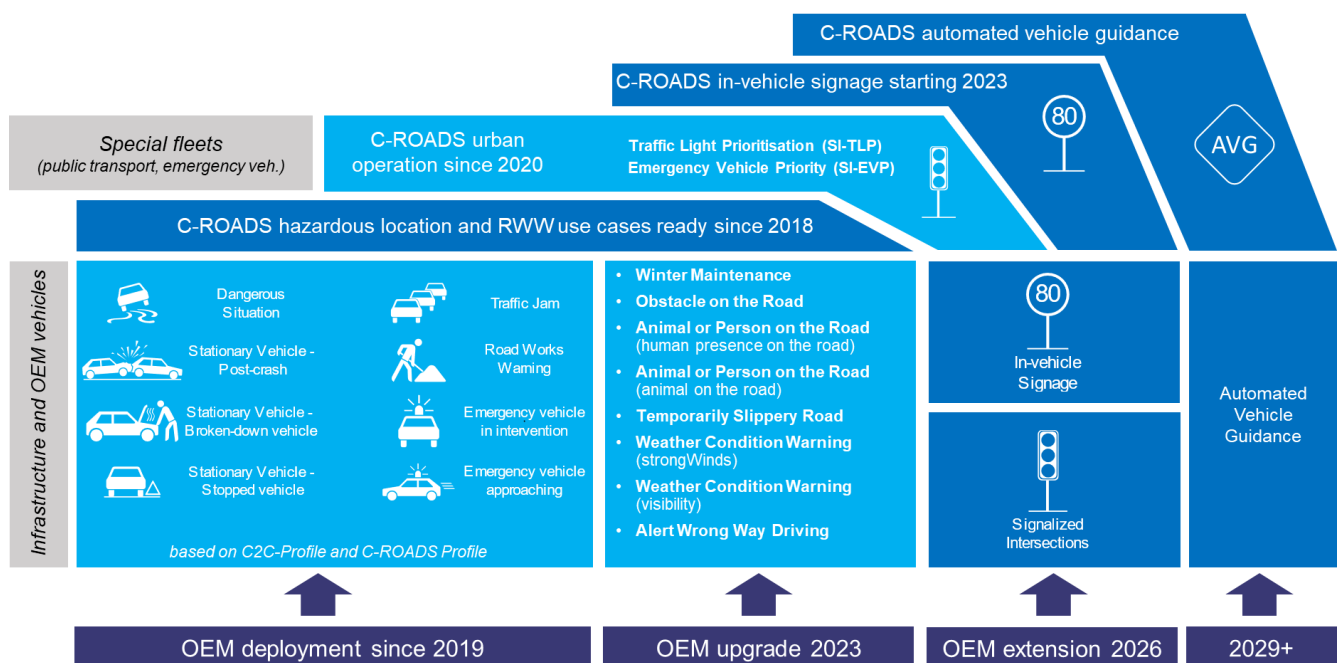 C-ROADS automated vehicle guidance
C-ROADS in-vehicle signage starting 2023
80
AVG
Special fleets
(public transport, emergency veh.)
C-ROADS urban
operation since 2020
Traffic Light Prioritisation (SI-TLP)
Emergency Vehicle Priority (SI-EVP)
C-ROADS hazardous location and RWW use cases ready since 2018
Infrastructure and OEM vehicles
Dangerous
Situation
Traffic Jam
Stationary Vehicle -
Post-crash
Road Works
Warning
Stationary Vehicle -
Broken-down vehicle
Emergency vehicle
in intervention
Stationary Vehicle -
Stopped vehicle
Emergency vehicle
approaching
based on C2C-Profile and C-ROADS Profile
• Winter Maintenance
• Obstacle on the Road
• Animal or Person on the Road
(human presence on the road)
• Animal or Person on the Road
(animal on the road)
• Temporarily Slippery Road
• Weather Condition Warning
(strongWinds)
• Weather Condition Warning
(visibility)
• Alert Wrong Way Driving
80
In-vehicle
Signage
Signalized
Intersections
Automated
Vehicle
Guidance
OEM deployment since 2019
OEM upgrade 2023
OEM extension 2026
2029+